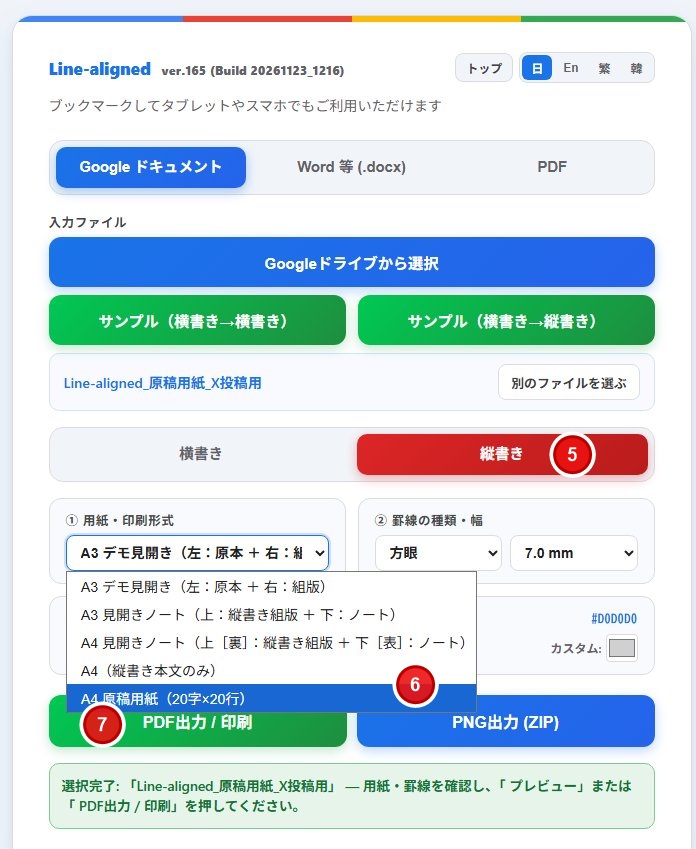 Line-aligned ver.165 (Build 20261123_1216) トップ 日 En 繁 韓
ブックマークしてタブレットやスマホでもご利用いただけます
Google ドキュメント Word 等 (.docx) PDF
入力ファイル
Googleドライブから選択
サンプル（横書き→横書き） サンプル（横書き→縦書き）
Line-aligned_原稿用紙_X投稿用 別のファイルを選ぶ
横書き 縦書き 5
① 用紙・印刷形式 ② 罫線の種類・幅
A3 デモ見開き（左：原本 ＋ 右：組 方眼 7.0 mm
A3 デモ見開き（左：原本 ＋ 右：組版）
A3 見開きノート（上：縦書き組版 ＋ 下：ノート） #D0D0D0
A4 見開きノート（上［裏］：縦書き組版 ＋ 下［表］：ノート） カスタム:
A4（縦書き本文のみ）
A4 原稿用紙（20字×20行） 6
7 PDF出力 / 印刷 PNG出力 (ZIP)
選択完了: 「Line-aligned_原稿用紙_X投稿用」 — 用紙・罫線を確認し、「 プレビュー」または
「 PDF出力 / 印刷」を押してください。